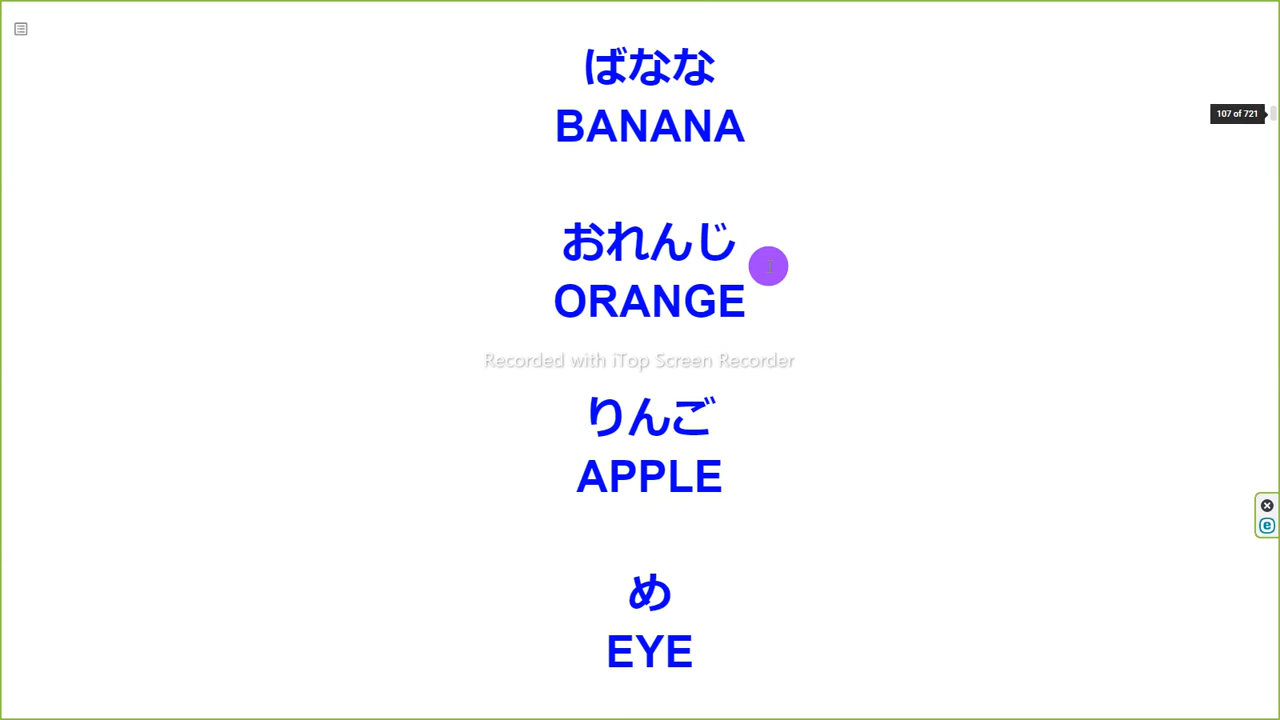 ばなな
BANANA
107 of 721
おれんじ
ORANGE
Recorded with iTop Screen Recorder
りんご
APPLE
e
め
EYE